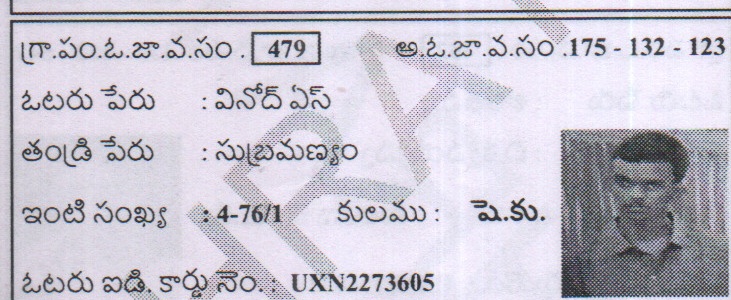 గ్రా.పం.ఓ.జా.వ.సం . 479 అ.ఓ.జా.వ.సం .175 - 132 - 123
ఓటరు పేరు : వినోద్ ఏస్
తండ్రి పేరు : సుబ్రమణ్యం
ఇంటి సంఖ్య : 4-76/1 కులము : షె.కు.
ఓటరు ఐడి. కార్డు నెం. : UXN2273605